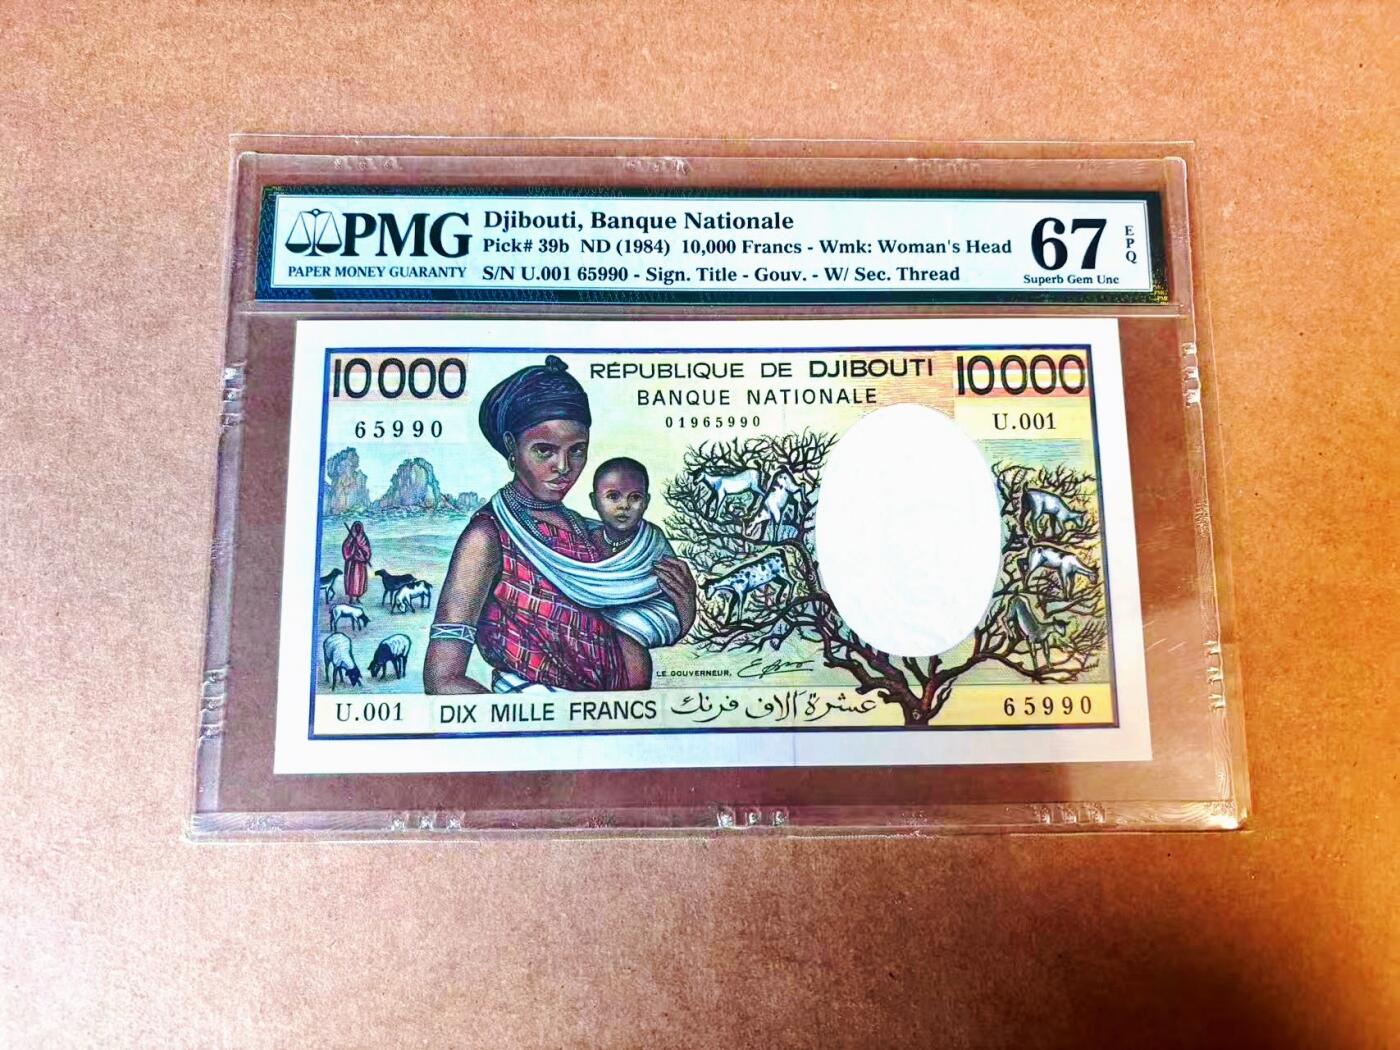 PMG
PAPER MONEY GUARANTY
Djibouti, Banque Nationale
Pick# 39b ND (1984) 10,000 Francs - Wmk: Woman's Head
S/N U.001 65990 - Sign. Title - Gouv. - W/ Sec. Thread
67
EPQ
Superb Gem Unc
10000
RÉPUBLIQUE DE DJIBOUTI
10000
BANQUE NATIONALE
65990
01965990
U.001
LE GOUVERNEUR,
U.001
DIX MILLE FRANCS
عشرة آلاف فرنك
65990